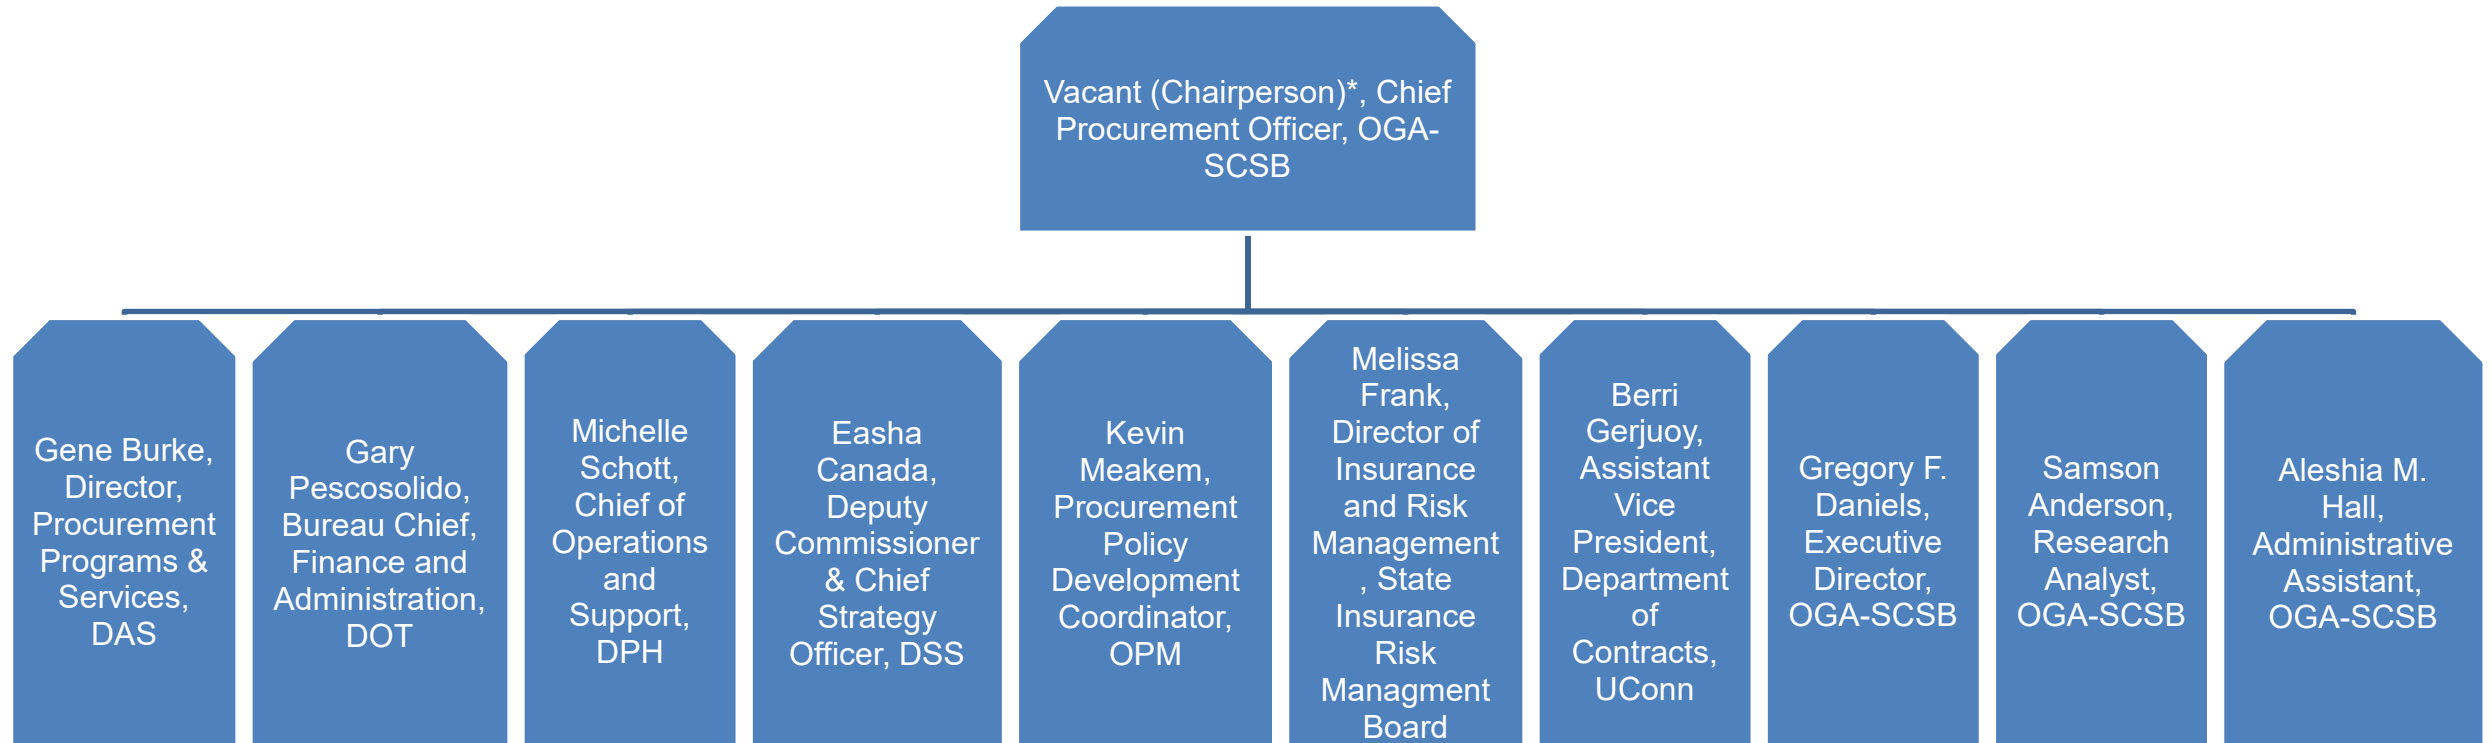 Vacant (Chairperson)*, Chief
Procurement Officer, OGA-
SCSB
Gene Burke,
Director,
Procurement
Programs &
Services,
DAS
Gary
Pescosolido,
Bureau Chief,
Finance and
Administration,
DOT
Michelle
Schott,
Chief of
Operations
and
Support,
DPH
Easha
Canada,
Deputy
Commissioner
& Chief
Strategy
Officer, DSS
Kevin
Meakem,
Procurement
Policy
Development
Coordinator,
OPM
Melissa
Frank,
Director of
Insurance
and Risk
Management
, State
Insurance
Risk
Managment
Board
Berri
Gerjuoy,
Assistant
Vice
President,
Department
of
Contracts,
UConn
Gregory F.
Daniels,
Executive
Director,
OGA-SCSB
Samson
Anderson,
Research
Analyst,
OGA-SCSB
Aleshia M.
Hall,
Administrative
Assistant,
OGA-SCSB